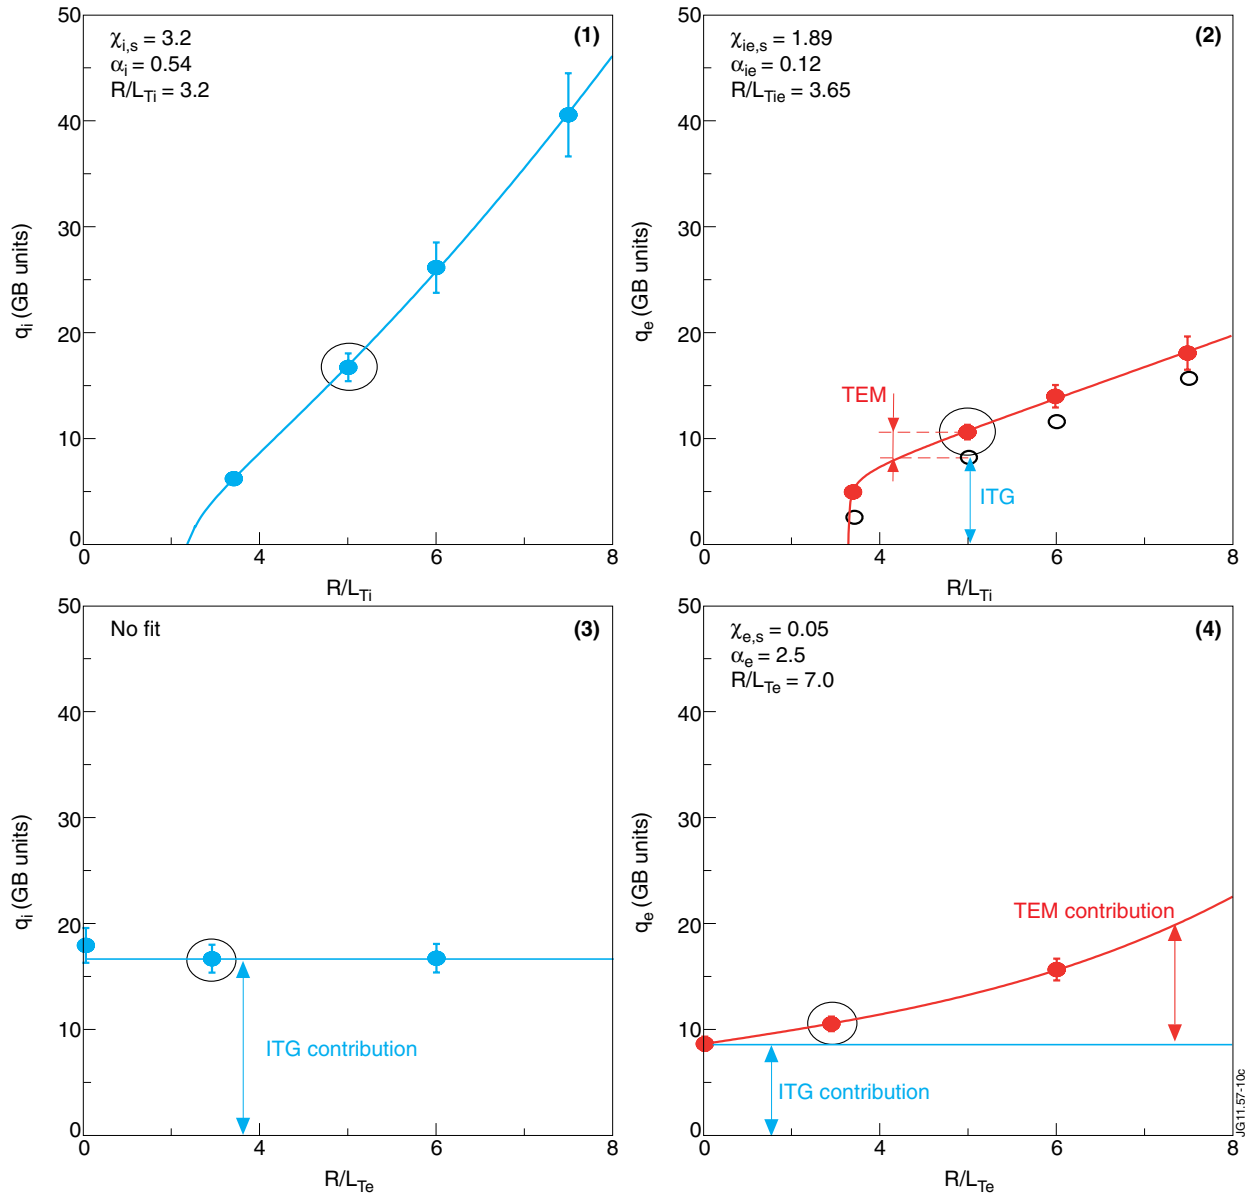 χi,s = 3.2
αi = 0.54
R/LTi = 3.2
(1)
50
40
30
20
10
0
qi (GB units)
0 4 6 8
R/LTi
χie,s = 1.89
αie = 0.12
R/LTie = 3.65
(2)
50
40
30
20
10
0
qe (GB units)
TEM
ITG
0 4 6 8
R/LTi
No fit
(3)
50
40
30
20
10
0
qi (GB units)
ITG contribution
0 4 6 8
R/LTe
χe,s = 0.05
αe = 2.5
R/LTe = 7.0
(4)
50
40
30
20
10
0
qe (GB units)
TEM contribution
ITG contribution
0 4 6 8
R/LTe
JG11.57-10c